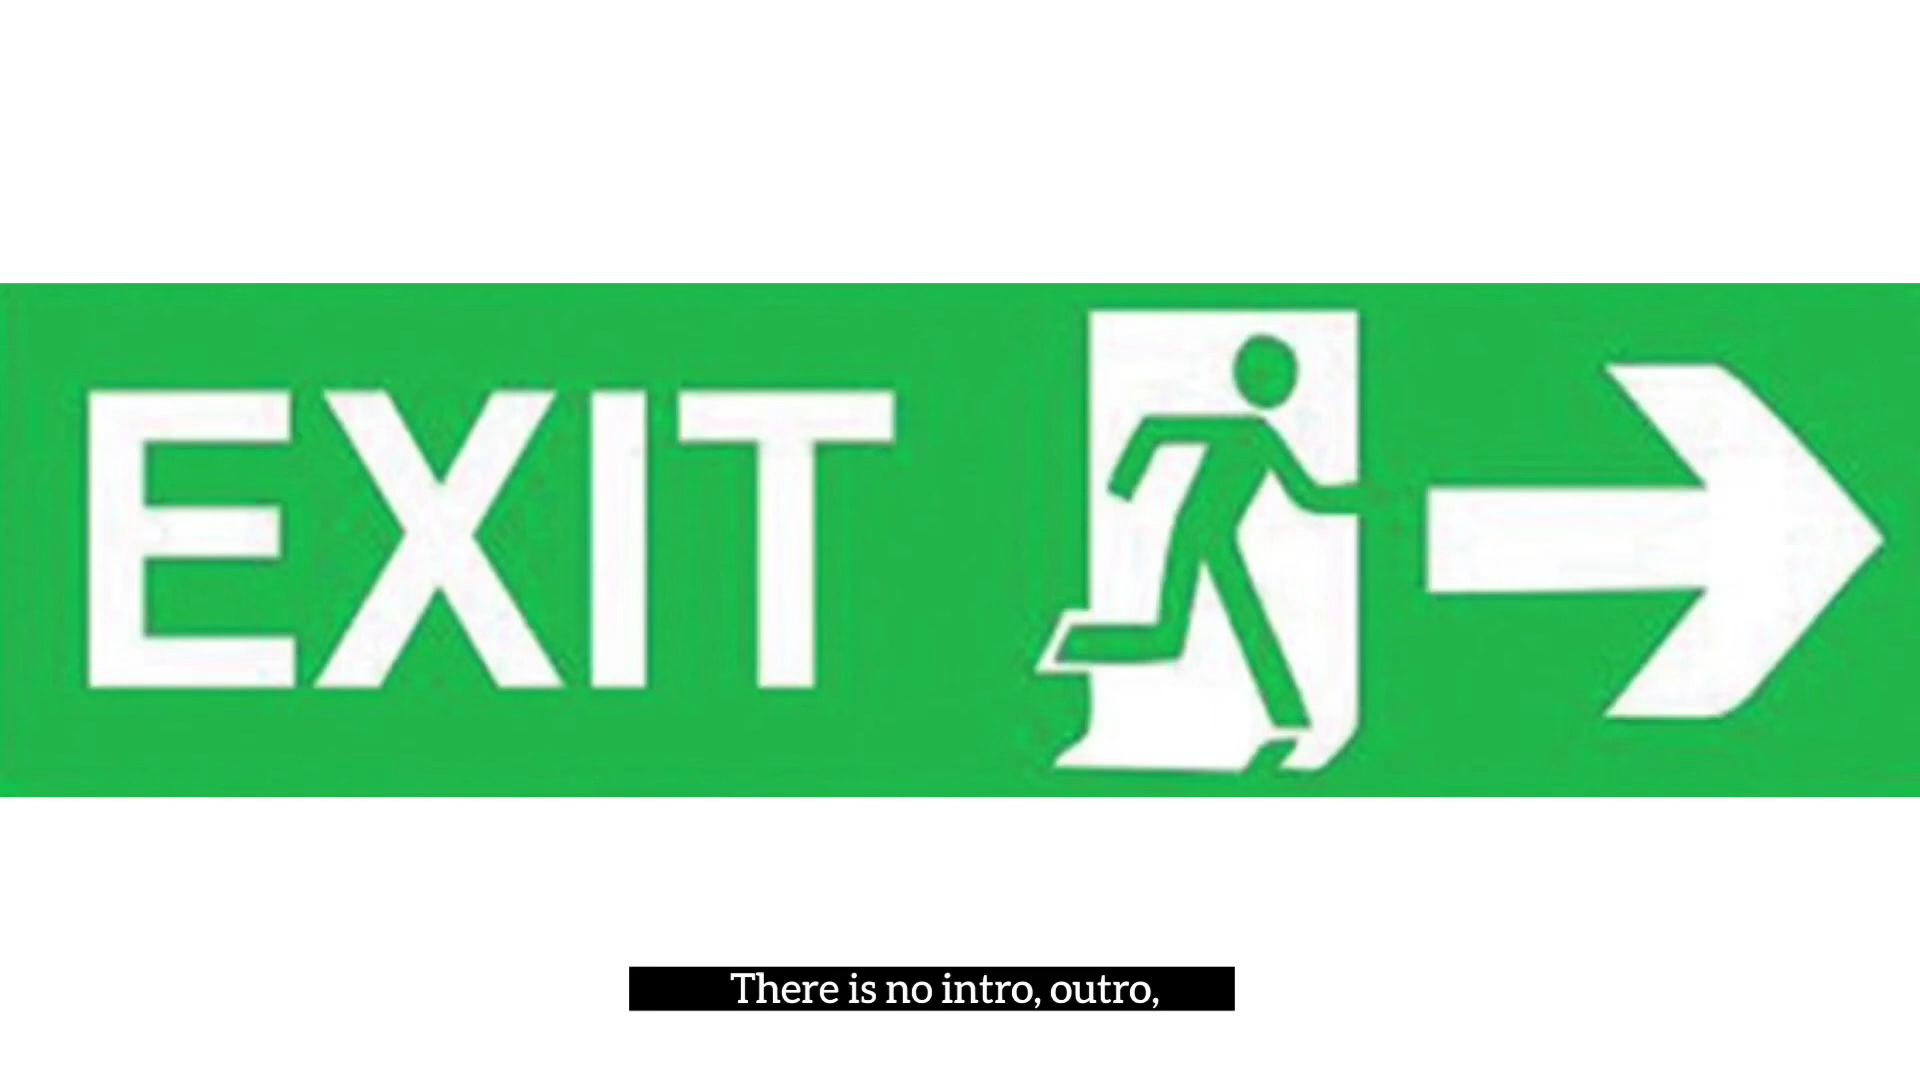 EXIT
There is no intro, outro,